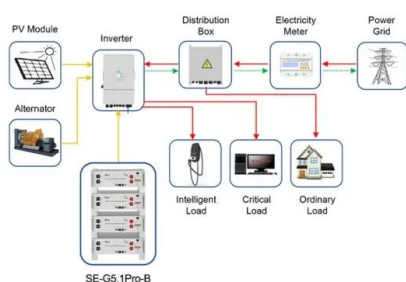 PV Module
Inverter
Distribution
Box
Electricity
Meter
Power
Grid
Alternator
Intelligent
Load
Critical
Load
Ordinary
Load
SE-G5.1Pro-B